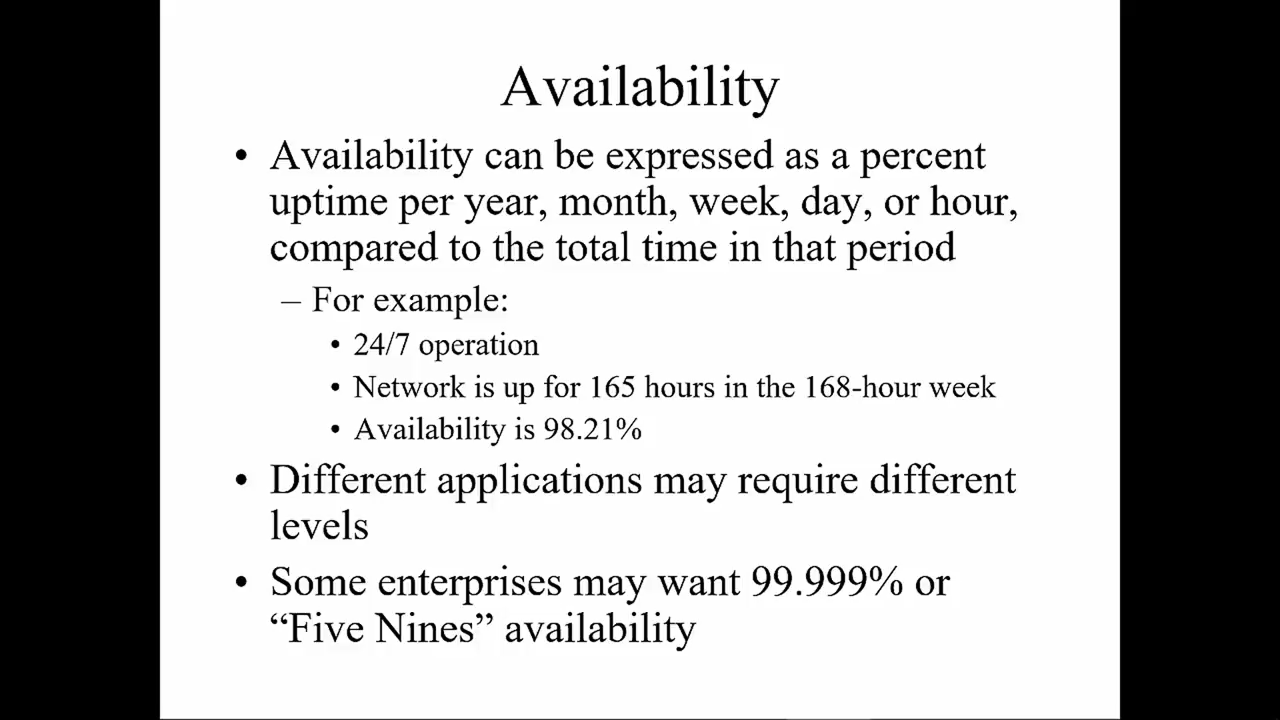 Availability
• Availability can be expressed as a percent
uptime per year, month, week, day, or hour,
compared to the total time in that period
– For example:
• 24/7 operation
• Network is up for 165 hours in the 168-hour week
• Availability is 98.21%
• Different applications may require different
levels
• Some enterprises may want 99.999% or
“Five Nines” availability